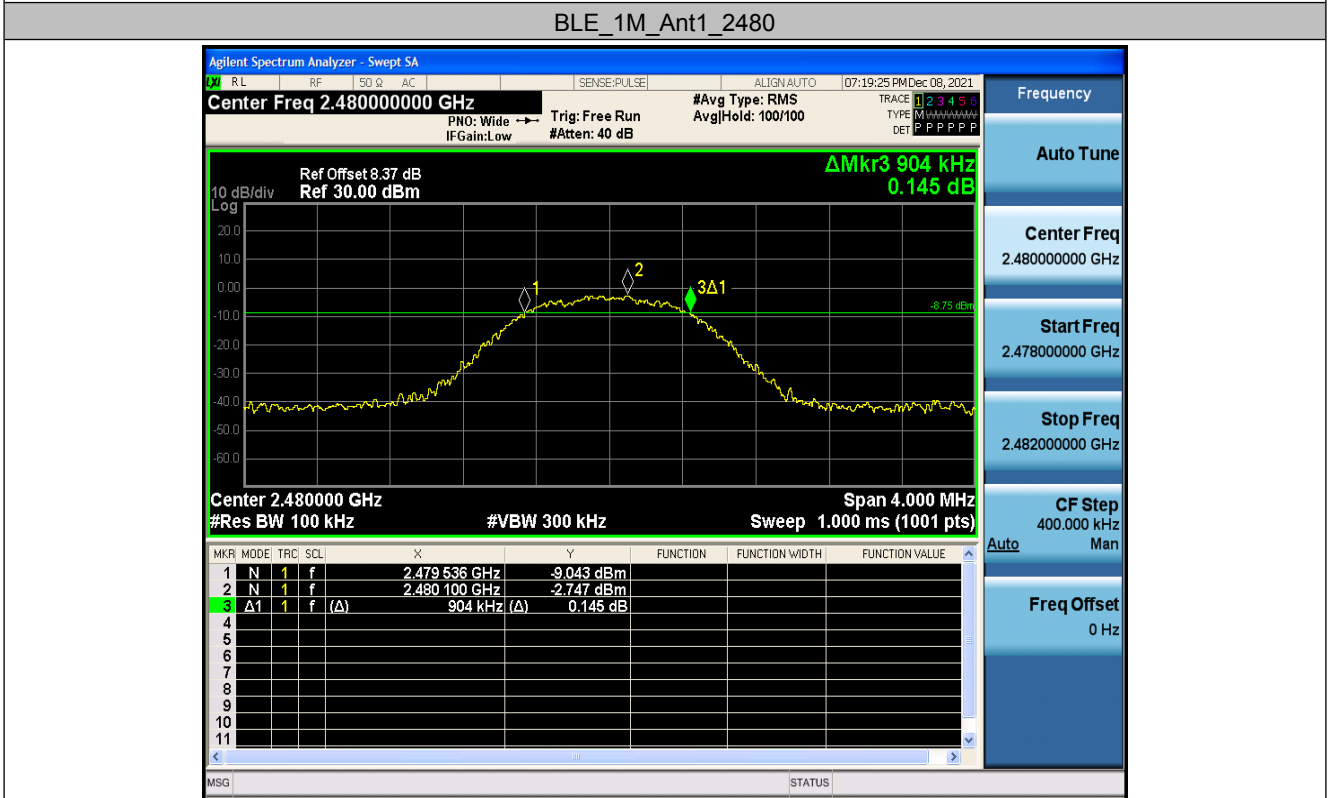 BLE_1M_Ant1_2480
Agilent Spectrum Analyzer - Swept SA
LXI RL RF 50 Ω AC SENSE:PULSE ALIGN AUTO 07:19:25 PM Dec 08, 2021
Center Freq 2.480000000 GHz
PNO: Wide
IFGain:Low
Trig: Free Run
#Atten: 40 dB
#Avg Type: RMS
Avg|Hold: 100/100
TRACE 1 2 3 4 5 6
TYPE M
DET P P P P P P
Frequency
Auto Tune
Center Freq
2.480000000 GHz
Start Freq
2.478000000 GHz
Stop Freq
2.482000000 GHz
CF Step
400.000 kHz
Auto Man
Freq Offset
0 Hz
ΔMkr3 904 kHz
0.145 dB
Ref Offset 8.37 dB
10 dB/div Ref 30.00 dBm
Log
20.0
10.0
0.00
-10.0
-20.0
-30.0
-40.0
-50.0
-60.0
1
2
3Δ1
-8.75 dBm
Center 2.480000 GHz Span 4.000 MHz
#Res BW 100 kHz #VBW 300 kHz Sweep 1.000 ms (1001 pts)
MKR MODE TRC SCL X Y FUNCTION FUNCTION WIDTH FUNCTION VALUE
1 N 1 f 2.479 536 GHz -9.043 dBm
2 N 1 f 2.480 100 GHz -2.747 dBm
3 Δ1 1 f (Δ) 904 kHz (Δ) 0.145 dB
4
5
6
7
8
9
10
11
MSG STATUS